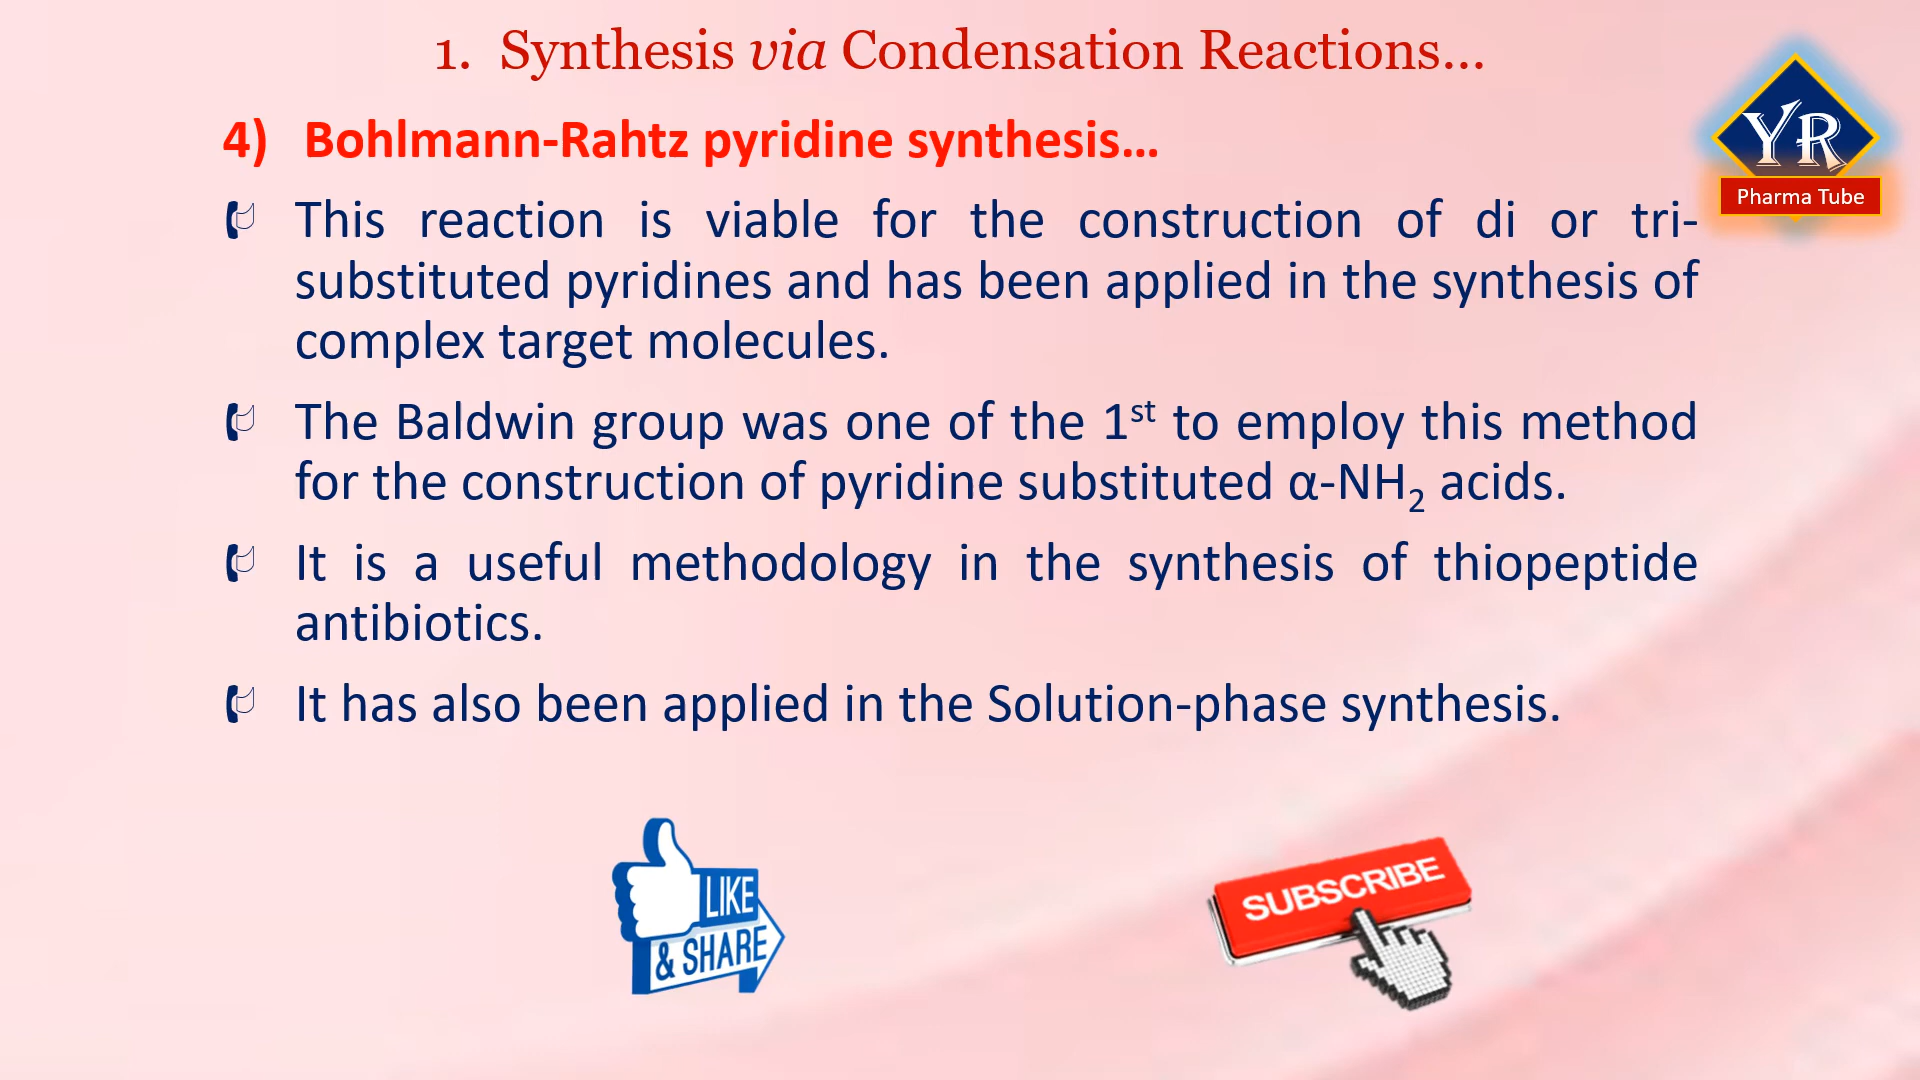 1. Synthesis via Condensation Reactions...
YR
Pharma Tube
4) Bohlmann-Rahtz pyridine synthesis...
This reaction is viable for the construction of di or tri-
substituted pyridines and has been applied in the synthesis of
complex target molecules.
The Baldwin group was one of the 1st to employ this method
for the construction of pyridine substituted α-NH2 acids.
It is a useful methodology in the synthesis of thiopeptide
antibiotics.
It has also been applied in the Solution-phase synthesis.
LIKE
& SHARE
SUBSCRIBE